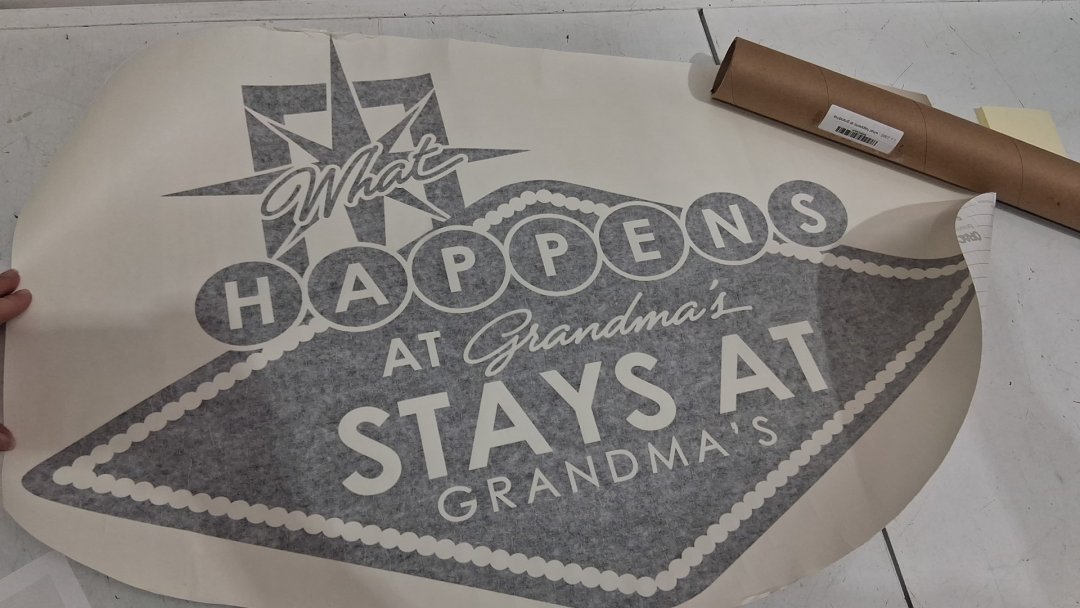 What
HAPPENS
AT Grandma's
STAYS AT
GRANDMA'S